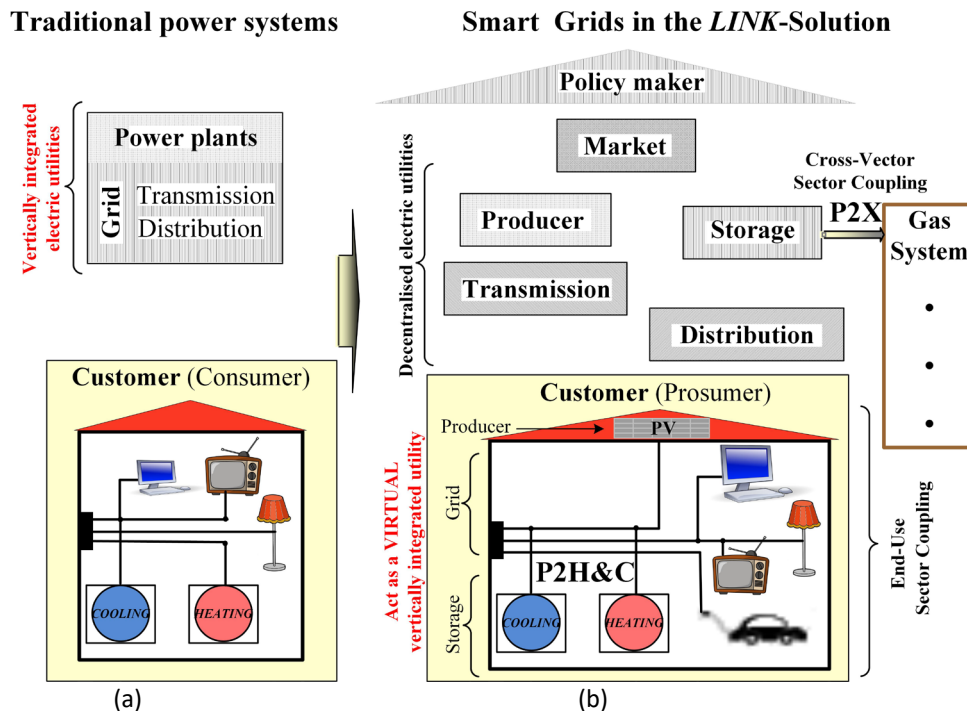 Traditional power systems
Smart Grids in the LINK-Solution
Vertically integrated
electric utilities
Power plants
Grid
Transmission
Distribution
Customer (Consumer)
COOLING
HEATING
(a)
Policy maker
Market
Decentralised electric utilities
Producer
Storage
Transmission
Distribution
Cross-Vector
Sector Coupling
P2X
Gas
System
Customer (Prosumer)
Producer
PV
Act as a VIRTUAL
vertically integrated utility
Grid
Storage
P2H&C
COOLING
HEATING
End-Use
Sector Coupling
(b)